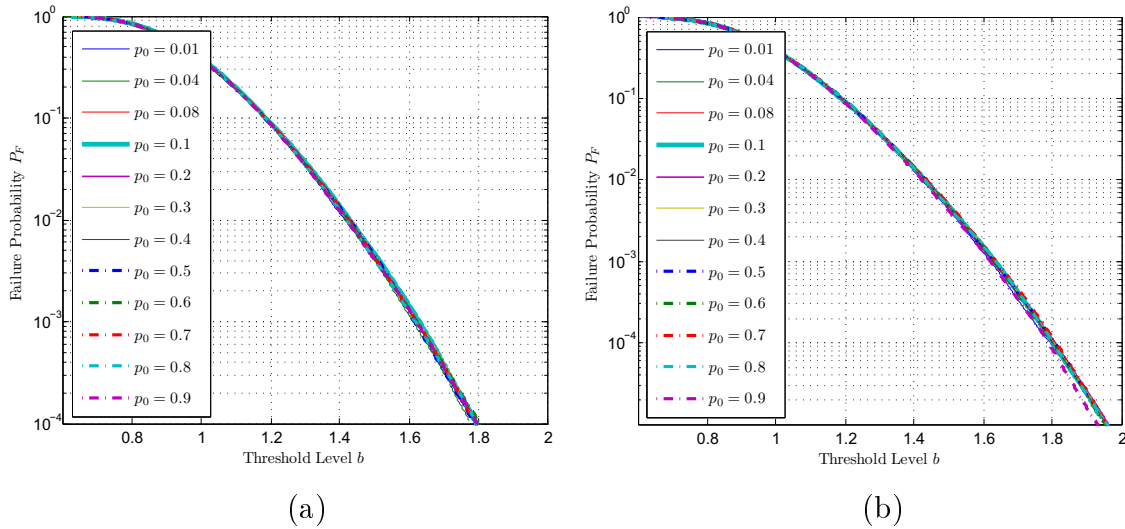 10^0
10^-1
10^-2
10^-3
10^-4
Failure Probability P_F
p_0 = 0.01
p_0 = 0.04
p_0 = 0.08
p_0 = 0.1
p_0 = 0.2
p_0 = 0.3
p_0 = 0.4
p_0 = 0.5
p_0 = 0.6
p_0 = 0.7
p_0 = 0.8
p_0 = 0.9
0.8 1 1.2 1.4 1.6 1.8 2
Threshold Level b
(a)
10^0
10^-1
10^-2
10^-3
10^-4
Failure Probability P_F
p_0 = 0.01
p_0 = 0.04
p_0 = 0.08
p_0 = 0.1
p_0 = 0.2
p_0 = 0.3
p_0 = 0.4
p_0 = 0.5
p_0 = 0.6
p_0 = 0.7
p_0 = 0.8
p_0 = 0.9
0.8 1 1.2 1.4 1.6 1.8 2
Threshold Level b
(b)